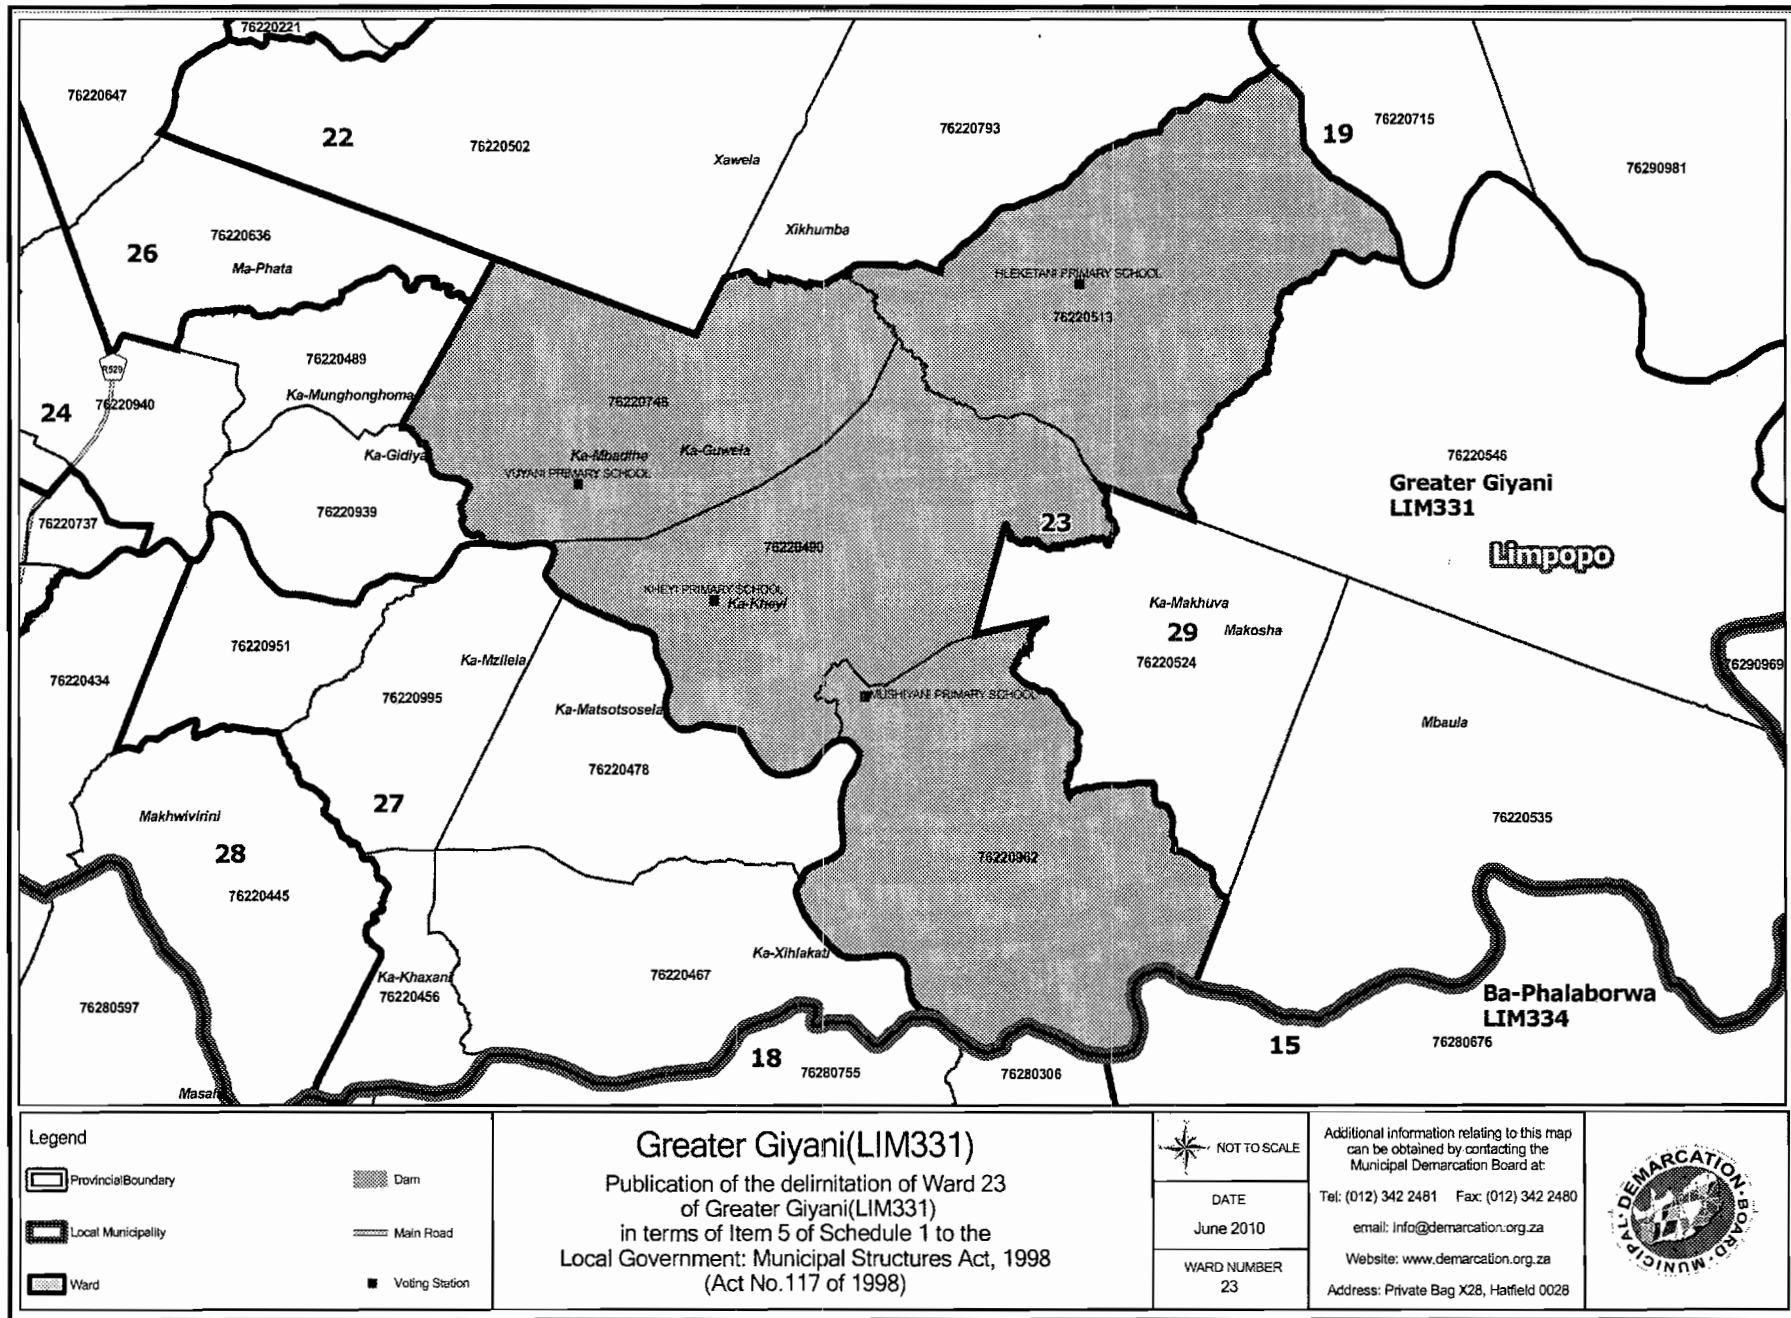 76220221
76220647
22
76220502
76220793
Xawela
19
76220715
76290981
Xikhumba
26
76220636
Ma-Phata
HLEKETANI PRIMARY SCHOOL
76220513
R529
76220489
Ka-Munghonghoma
76220748
24
76220940
Ka-Gidiya
Ka-Mbadlhe
Ka-Guwela
VUYANI PRIMARY SCHOOL
76220546
Greater Giyani
LIM331
76220737
76220939
23
76220490
Limpopo
KHEYI PRIMARY SCHOOL
Ka-Kheyi
Ka-Makhuva
29
Makosha
76220951
76220524
76220434
Ka-Mzilela
76220995
76290969
MUSHIYANI PRIMARY SCHOOL
Ka-Matsotsosela
Mbaula
76220478
27
Makhwivirini
76220535
28
76220962
76220445
Ka-Xihlakati
Ka-Khaxani
76220456
76220467
76280597
Ba-Phalaborwa
LIM334
76280676
18
15
76280755
76280306
Legend
ProvincialBoundary
Local Municipality
Ward
Dam
Main Road
Voting Station
Greater Giyani(LIM331)
Publication of the delimitation of Ward 23
of Greater Giyani(LIM331)
in terms of Item 5 of Schedule 1 to the
Local Government: Municipal Structures Act, 1998
(Act No.117 of 1998)
NOT TO SCALE
DATE
June 2010
WARD NUMBER
23
Additional information relating to this map
can be obtained by contacting the
Municipal Demarcation Board at:
Tel: (012) 342 2481 Fax: (012) 342 2480
email: info@demarcation.org.za
Website: www.demarcation.org.za
Address: Private Bag X28, Hatfield 0028
MUNICIPAL DEMARCATION BOARD